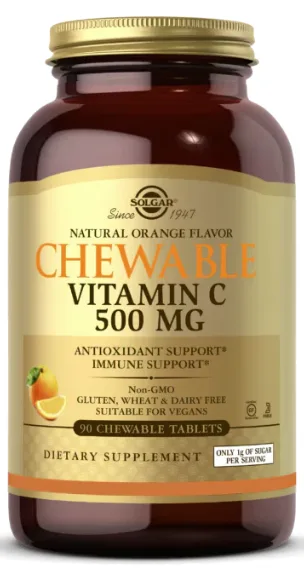 SOLGAR®
Since 1947
NATURAL ORANGE FLAVOR
CHEWABLE
VITAMIN C
500 MG
ANTIOXIDANT SUPPORT*
IMMUNE SUPPORT*
Non-GMO
GLUTEN, WHEAT & DAIRY FREE
SUITABLE FOR VEGANS
90 CHEWABLE TABLETS
DIETARY SUPPLEMENT
ONLY 1g OF SUGAR
PER SERVING